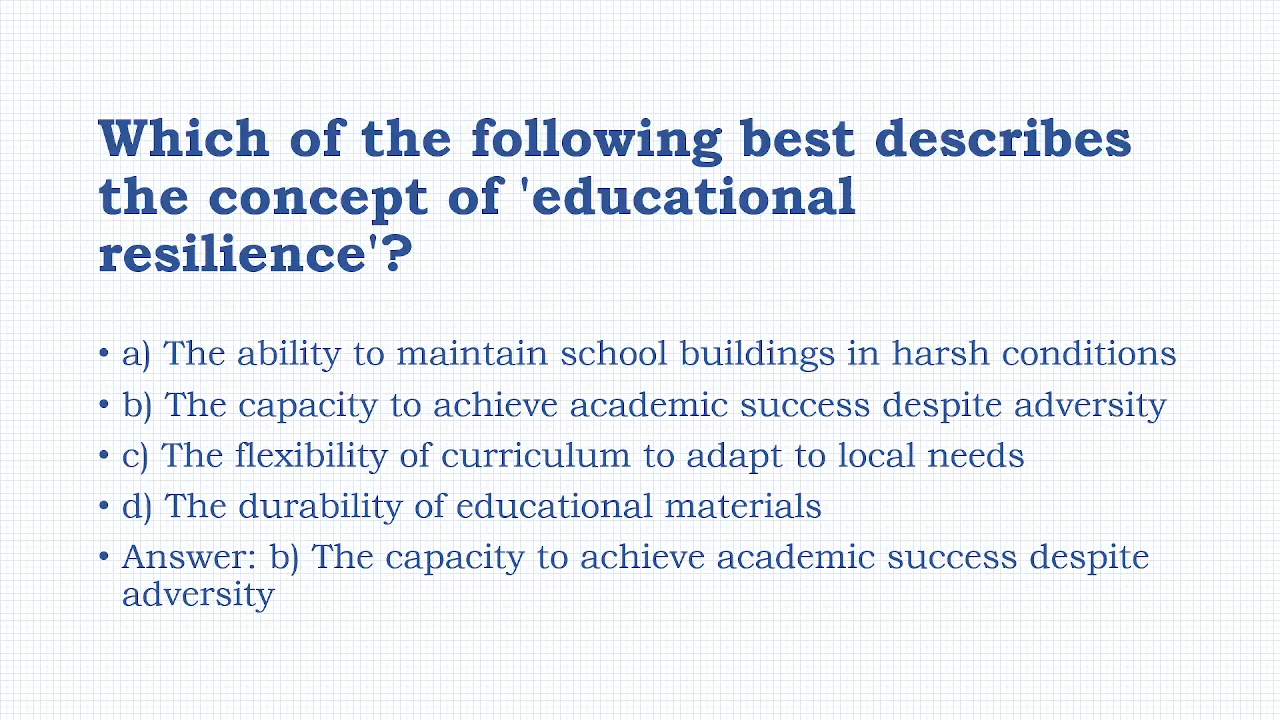 Which of the following best describes
the concept of 'educational
resilience'?
• a) The ability to maintain school buildings in harsh conditions
• b) The capacity to achieve academic success despite adversity
• c) The flexibility of curriculum to adapt to local needs
• d) The durability of educational materials
• Answer: b) The capacity to achieve academic success despite
adversity